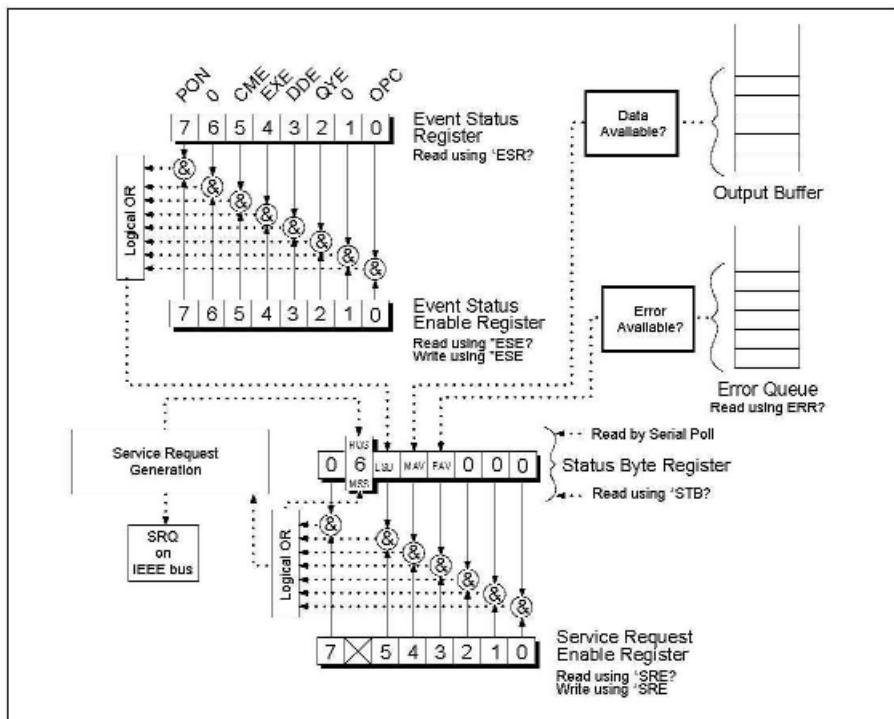 PON 0 CME EXE DDE QYE 0 OPC
7 6 5 4 3 2 1 0
Event Status
Register
Read using *ESR?
& & & & & & & &
Logical OR
7 6 5 4 3 2 1 0
Event Status
Enable Register
Read using *ESE?
Write using *ESE
Data
Available?
Output Buffer
Error
Available?
Error Queue
Read using ERR?
Service Request
Generation
SRQ
on
IEEE bus
RQS
0 6 ESB MAV EAV 0 0 0
MSS
Read by Serial Poll
Status Byte Register
Read using *STB?
& & & & & & &
Logical OR
7 5 4 3 2 1 0
Service Request
Enable Register
Read using *SRE?
Write using *SRE